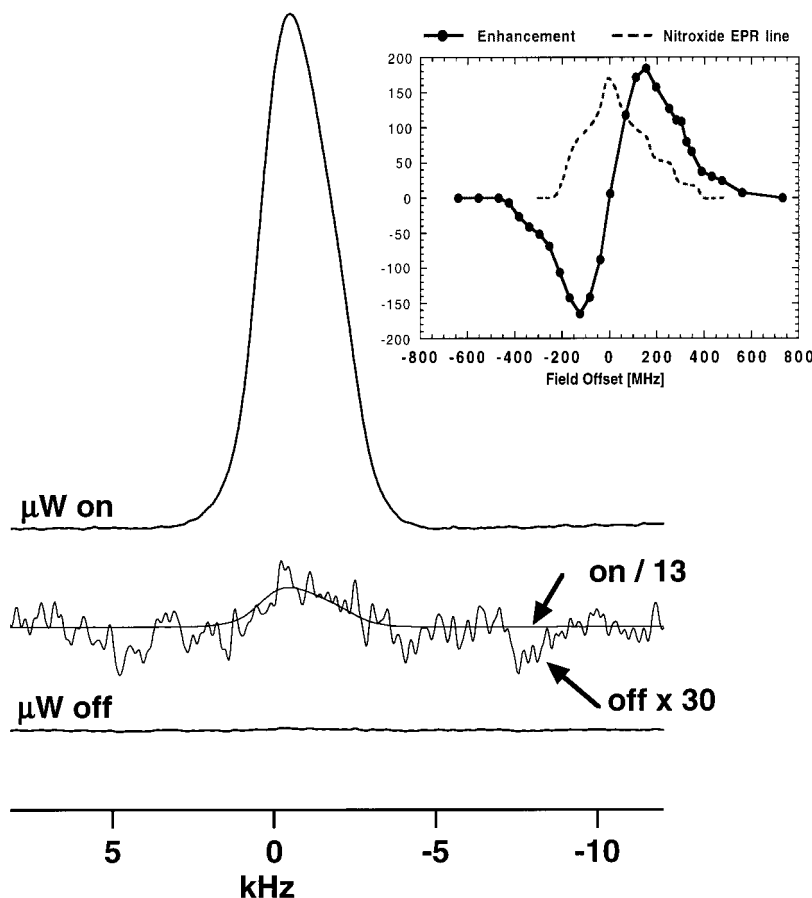 Enhancement
Nitroxide EPR line
200
150
100
50
0
-50
-100
-150
-200
-800 -600 -400 -200 0 200 400 600 800
Field Offset [MHz]
μW on
on / 13
off x 30
μW off
5 0 -5 -10
kHz